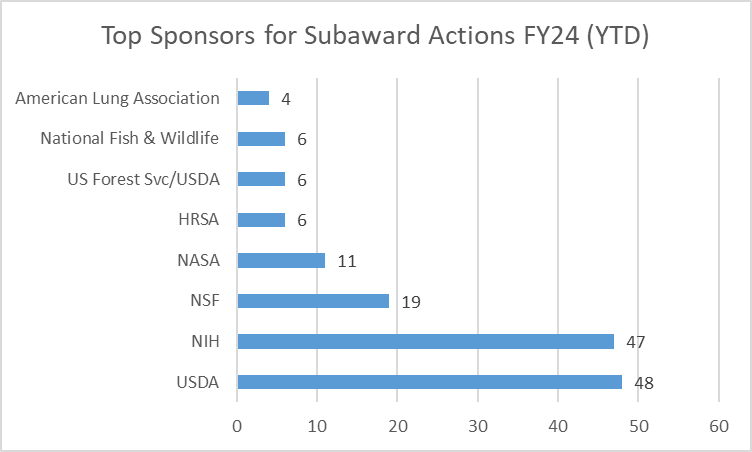 Top Sponsors for Subaward Actions FY24 (YTD)
American Lung Association 4
National Fish & Wildlife 6
US Forest Svc/USDA 6
HRSA 6
NASA 11
NSF 19
NIH 47
USDA 48
0 10 20 30 40 50 60